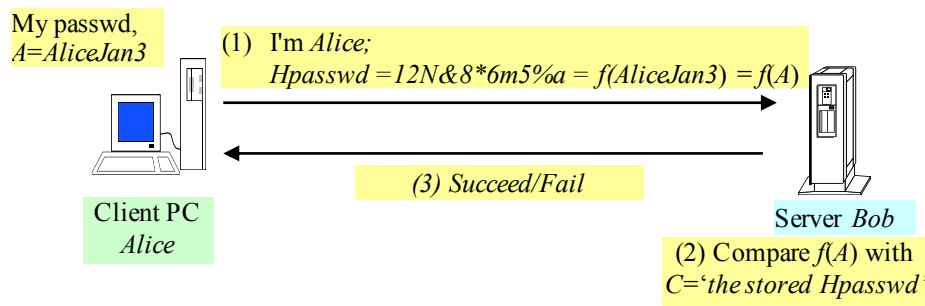 My passwd,
A=AliceJan3
(1) I'm Alice;
Hpasswd =12N&8*6m5%a = f(AliceJan3) = f(A)
(3) Succeed/Fail
Client PC
Alice
Server Bob
(2) Compare f(A) with
C=‘the stored Hpasswd’